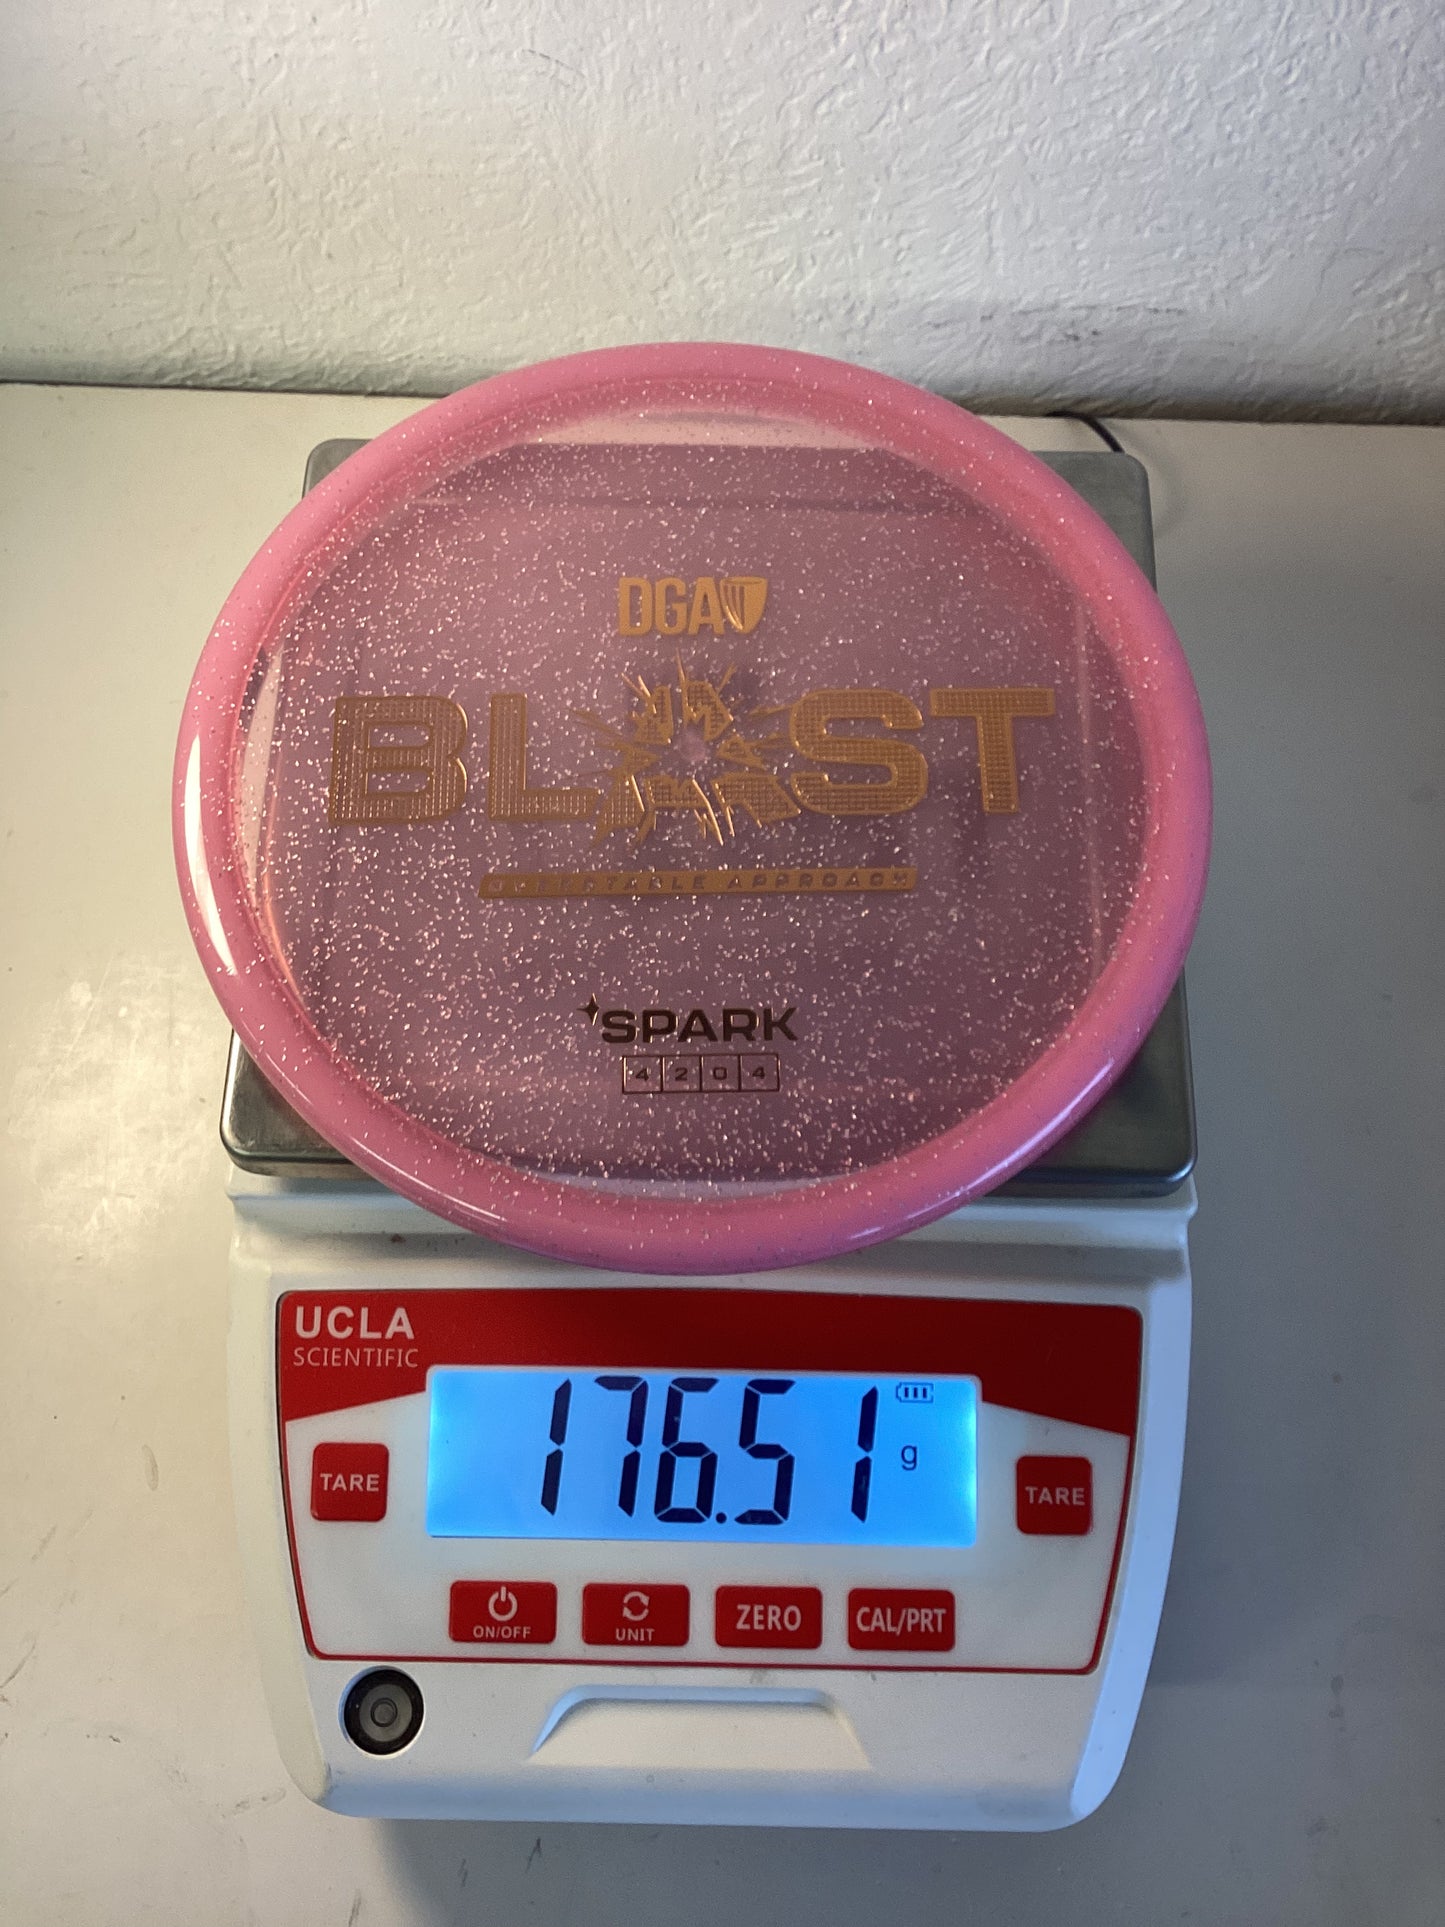 DGA
BLAST
OVERSTABLE APPROACH
SPARK
4 2 0 4
UCLA
SCIENTIFIC
176.51 g
TARE
TARE
ON/OFF
UNIT
ZERO
CAL/PRT